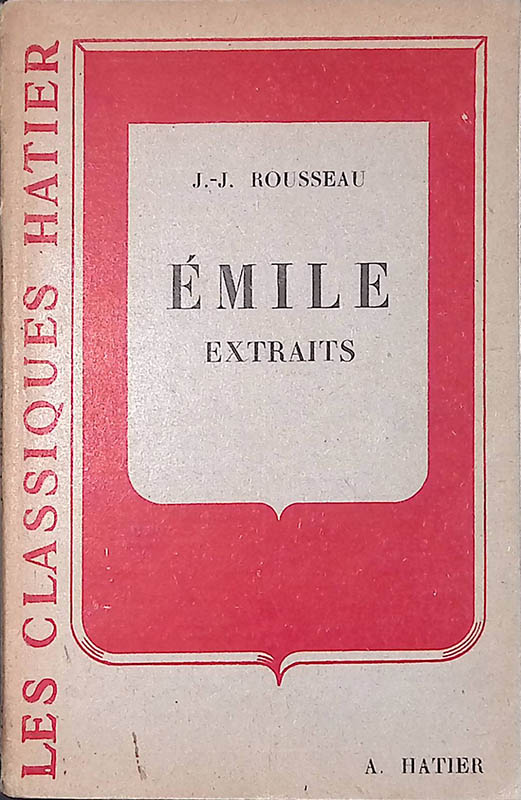 LES CLASSIQUES HATIER
J.-J. ROUSSEAU
ÉMILE
EXTRAITS
A. HATIER